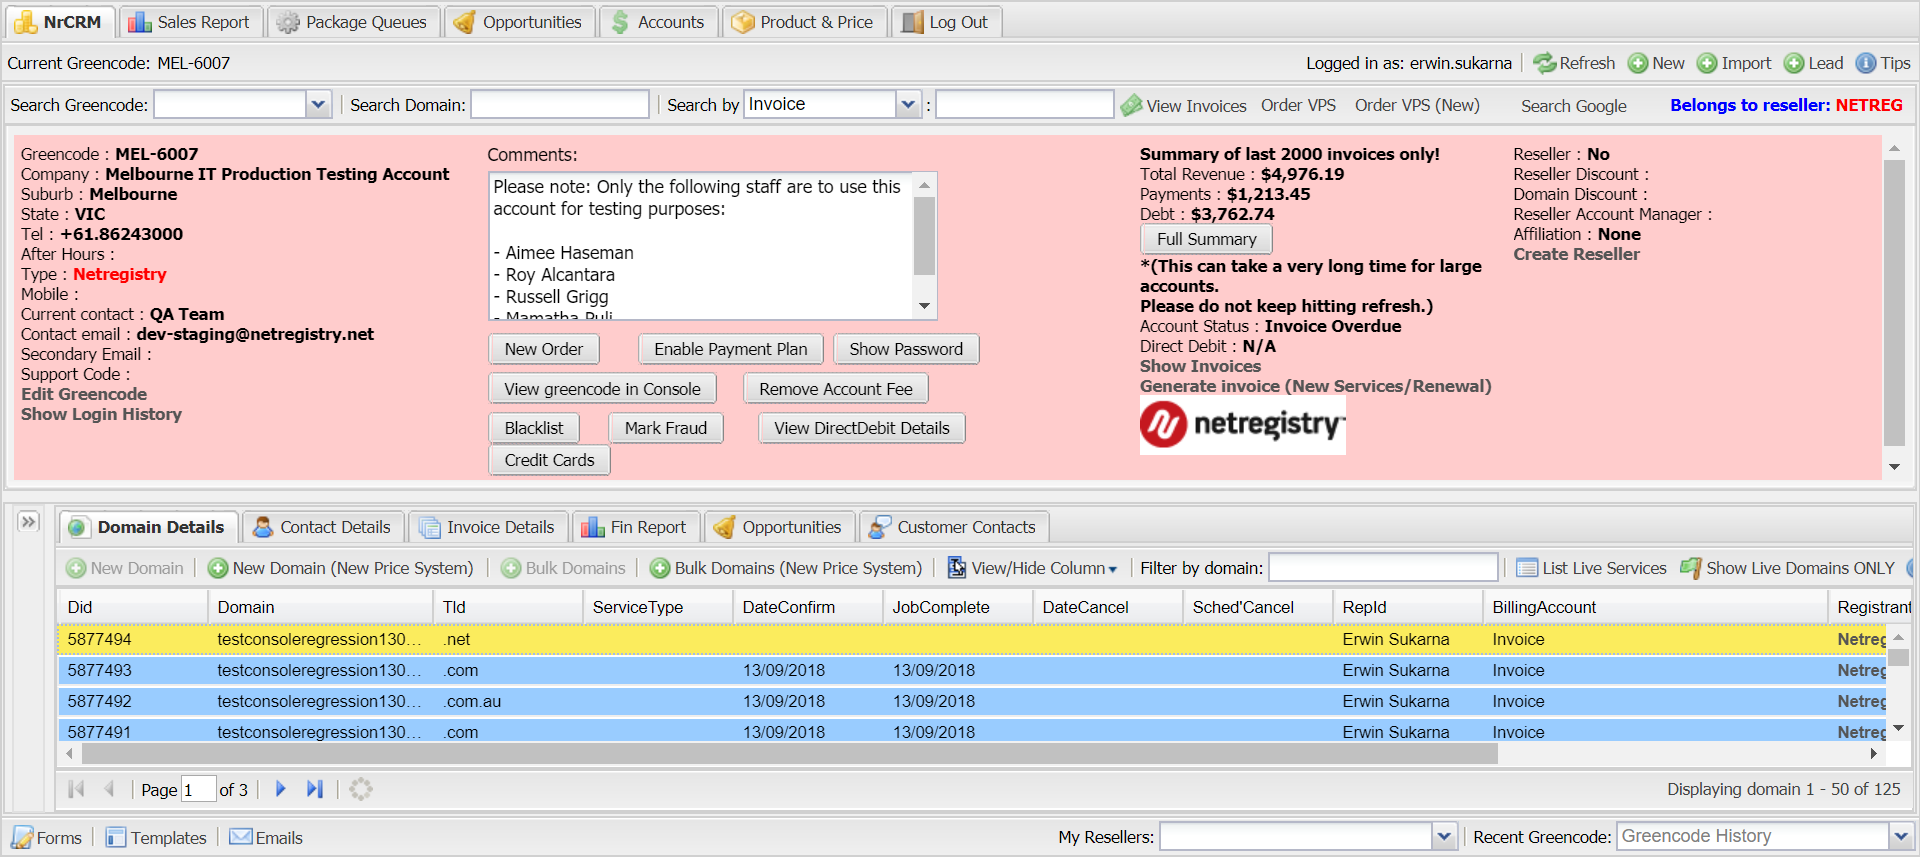 NrCRM Sales Report Package Queues Opportunities Accounts Product & Price Log Out
Current Greencode: MEL-6007 Logged in as: erwin.sukarna Refresh New Import Lead Tips
Search Greencode: Search Domain: Search by Invoice : View Invoices Order VPS Order VPS (New) Search Google Belongs to reseller: NETREG
Greencode : MEL-6007
Company : Melbourne IT Production Testing Account
Suburb : Melbourne
State : VIC
Tel : +61.86243000
After Hours :
Type : Netregistry
Mobile :
Current contact : QA Team
Contact email : dev-staging@netregistry.net
Secondary Email :
Support Code :
Edit Greencode
Show Login History
Comments:
Please note: Only the following staff are to use this
account for testing purposes:
- Aimee Haseman
- Roy Alcantara
- Russell Grigg
- Mamatha Puli
New Order Enable Payment Plan Show Password
View greencode in Console Remove Account Fee
Blacklist Mark Fraud View DirectDebit Details
Credit Cards
Summary of last 2000 invoices only!
Total Revenue : $4,976.19
Payments : $1,213.45
Debt : $3,762.74
Full Summary
*(This can take a very long time for large
accounts.
Please do not keep hitting refresh.)
Account Status : Invoice Overdue
Direct Debit : N/A
Show Invoices
Generate invoice (New Services/Renewal)
netregistry™
Reseller : No
Reseller Discount :
Domain Discount :
Reseller Account Manager :
Affiliation : None
Create Reseller
Domain Details Contact Details Invoice Details Fin Report Opportunities Customer Contacts
New Domain New Domain (New Price System) Bulk Domains Bulk Domains (New Price System) View/Hide Column Filter by domain: List Live Services Show Live Domains ONLY
Did Domain Tld ServiceType DateConfirm JobComplete DateCancel Sched'Cancel RepId BillingAccount Registrant
5877494 testconsoleregression130... .net Erwin Sukarna Invoice Netreg
5877493 testconsoleregression130... .com 13/09/2018 13/09/2018 Erwin Sukarna Invoice Netreg
5877492 testconsoleregression130... .com.au 13/09/2018 13/09/2018 Erwin Sukarna Invoice Netreg
5877491 testconsoleregression130... .com 13/09/2018 13/09/2018 Erwin Sukarna Invoice Netreg
Page 1 of 3 Displaying domain 1 - 50 of 125
Forms Templates Emails My Resellers: Recent Greencode: Greencode History